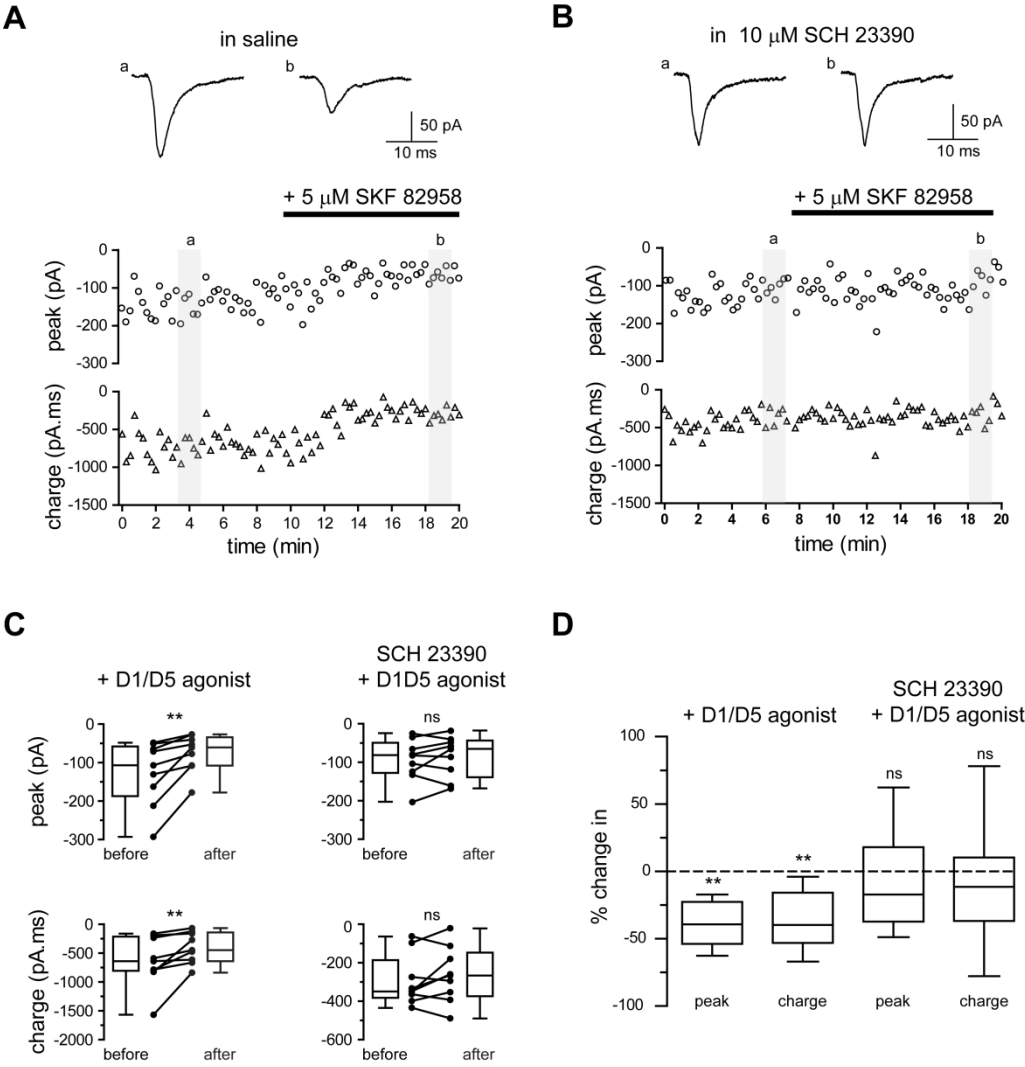 A
in saline
a
b
50 pA
10 ms
+ 5 μM SKF 82958
a
b
0
-100
-200
-300
peak (pA)
0
-500
-1000
-1500
charge (pA.ms)
0 2 4 6 8 10 12 14 16 18 20
time (min)
B
in 10 μM SCH 23390
a
b
50 pA
10 ms
+ 5 μM SKF 82958
a
b
0
-100
-200
-300
peak (pA)
0
-500
-1000
-1500
charge (pA.ms)
0 2 4 6 8 10 12 14 16 18 20
time (min)
C
+ D1/D5 agonist
**
0
-100
-200
-300
peak (pA)
before
after
SCH 23390
+ D1D5 agonist
ns
0
-100
-200
-300
before
after
**
0
-500
-1000
-1500
-2000
charge (pA.ms)
before
after
ns
0
-200
-400
-600
before
after
D
+ D1/D5 agonist
SCH 23390
+ D1/D5 agonist
100
50
0
-50
-100
% change in
**
**
ns
ns
peak
charge
peak
charge